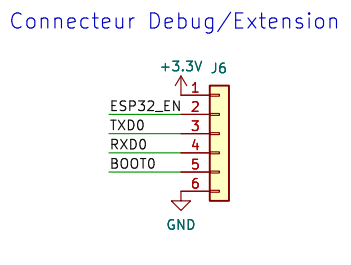 Connecteur Debug/Extension
+3.3V J6
1
ESP32_EN 2
TXD0 3
RXD0 4
BOOT0 5
6
GND